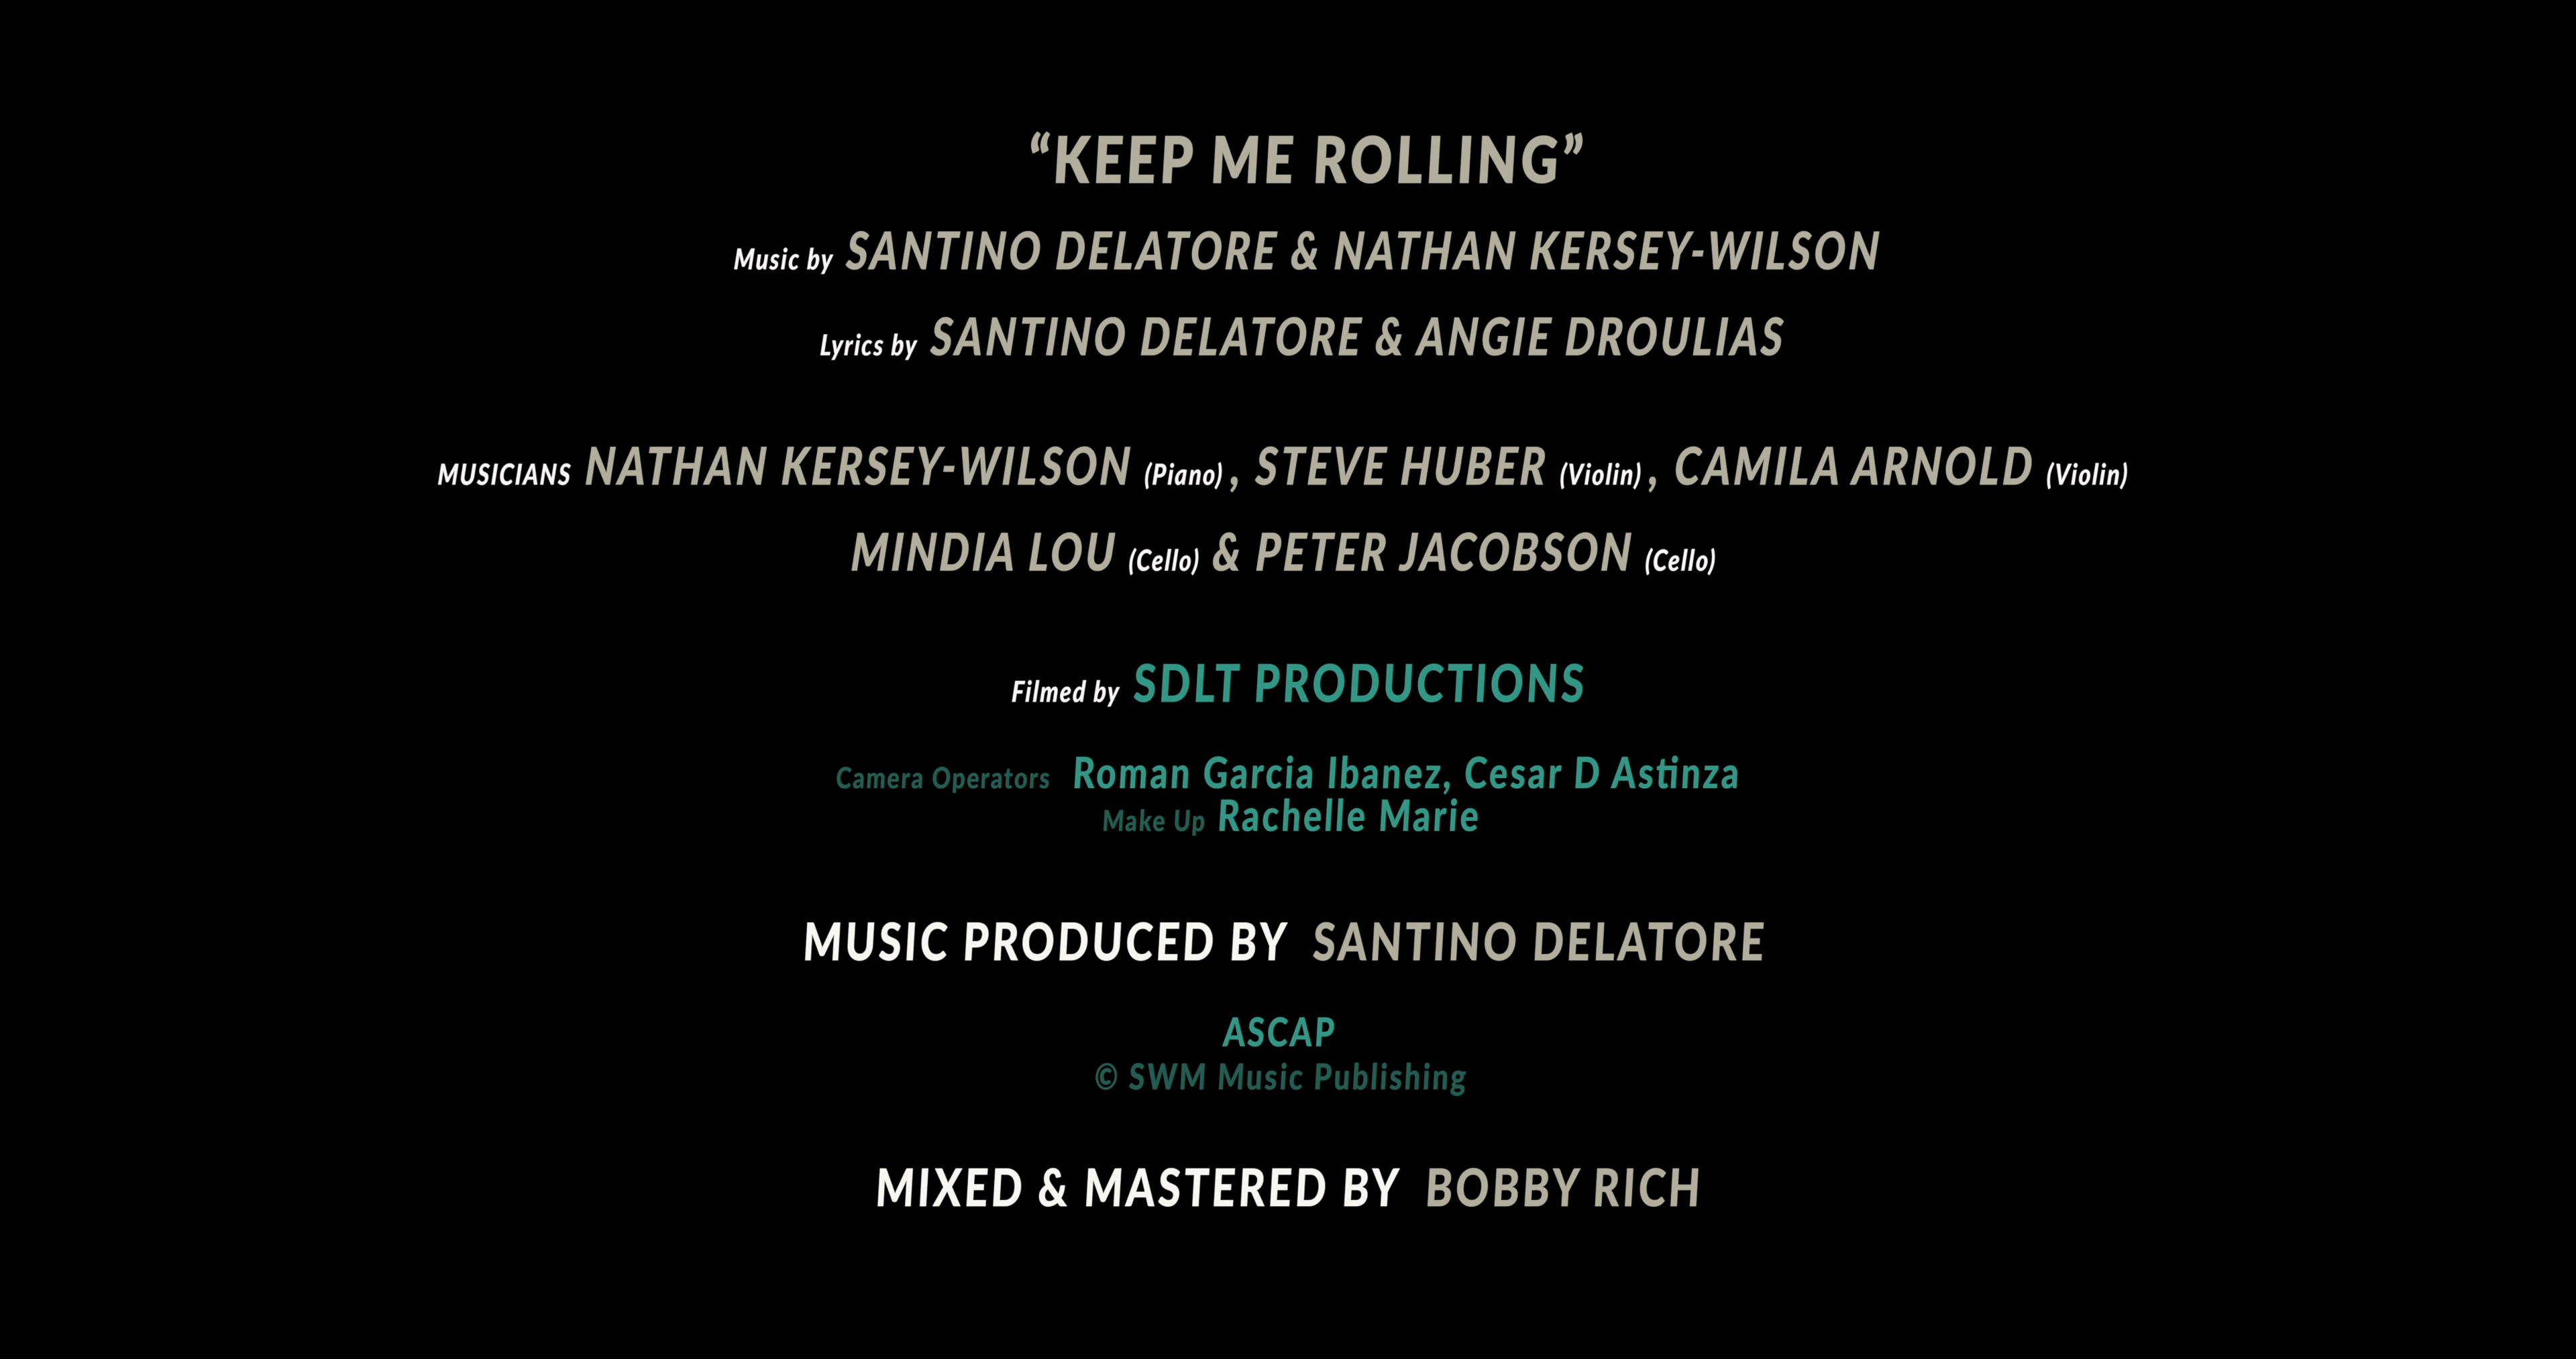 “KEEP ME ROLLING”
Music by SANTINO DELATORE & NATHAN KERSEY-WILSON
Lyrics by SANTINO DELATORE & ANGIE DROULIAS
MUSICIANS NATHAN KERSEY-WILSON (Piano), STEVE HUBER (Violin), CAMILA ARNOLD (Violin)
MINDIA LOU (Cello) & PETER JACOBSON (Cello)
Filmed by SDLT PRODUCTIONS
Camera Operators Roman Garcia Ibanez, Cesar D Astinza
Make Up Rachelle Marie
MUSIC PRODUCED BY SANTINO DELATORE
ASCAP
© SWM Music Publishing
MIXED & MASTERED BY BOBBY RICH